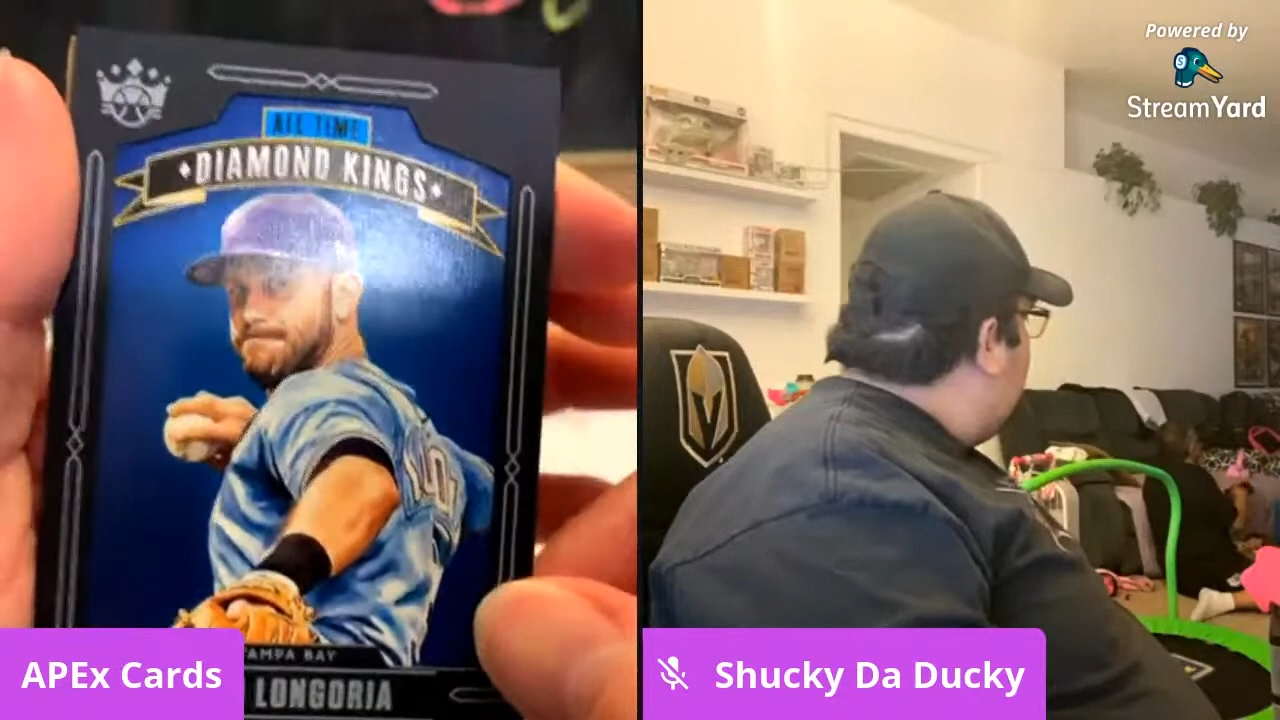 ALL TIME
DIAMOND KINGS
TAMPA BAY
LONGORIA
APEx Cards
Powered by
StreamYard
Shucky Da Ducky